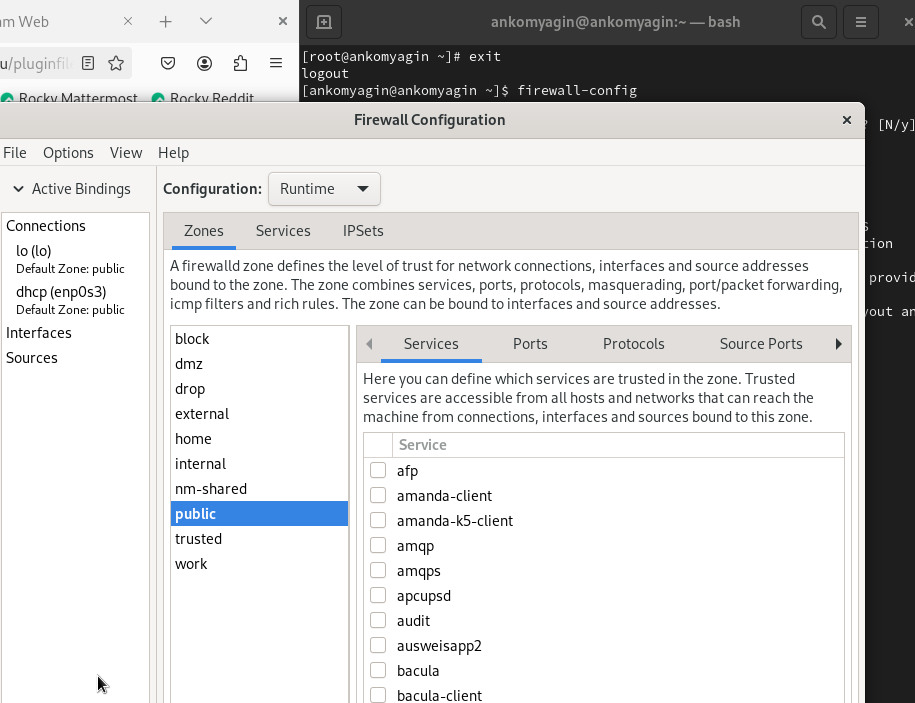 am Web
ankomyagin@ankomyagin:~ — bash
u/pluginfil
[root@ankomyagin ~]# exit
logout
[ankomyagin@ankomyagin ~]$ firewall-config
Rocky Mattermost
Rocky Reddit
? [N/y]
Firewall Configuration
File
Options
View
Help
Active Bindings
Configuration:
Runtime
Connections
lo (lo)
Default Zone: public
dhcp (enp0s3)
Default Zone: public
Interfaces
Sources
Zones
Services
IPSets
A firewalld zone defines the level of trust for network connections, interfaces and source addresses
bound to the zone. The zone combines services, ports, protocols, masquerading, port/packet forwarding,
icmp filters and rich rules. The zone can be bound to interfaces and source addresses.
block
dmz
drop
external
home
internal
nm-shared
public
trusted
work
Services
Ports
Protocols
Source Ports
Here you can define which services are trusted in the zone. Trusted
services are accessible from all hosts and networks that can reach the
machine from connections, interfaces and sources bound to this zone.
Service
afp
amanda-client
amanda-k5-client
amqp
amqps
apcupsd
audit
ausweisapp2
bacula
bacula-client
tion
provid
yout an